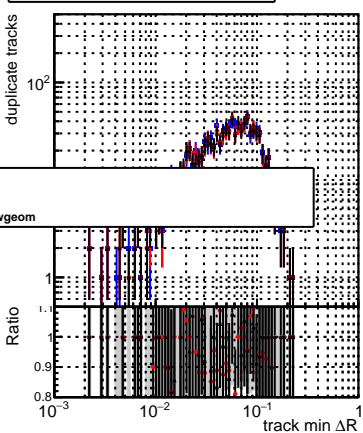 duplicate tracks
10²
wgeom
1
Ratio
1.1
1
0.9
0.8
10⁻³ 10⁻² 10⁻¹ 1
track min ΔR